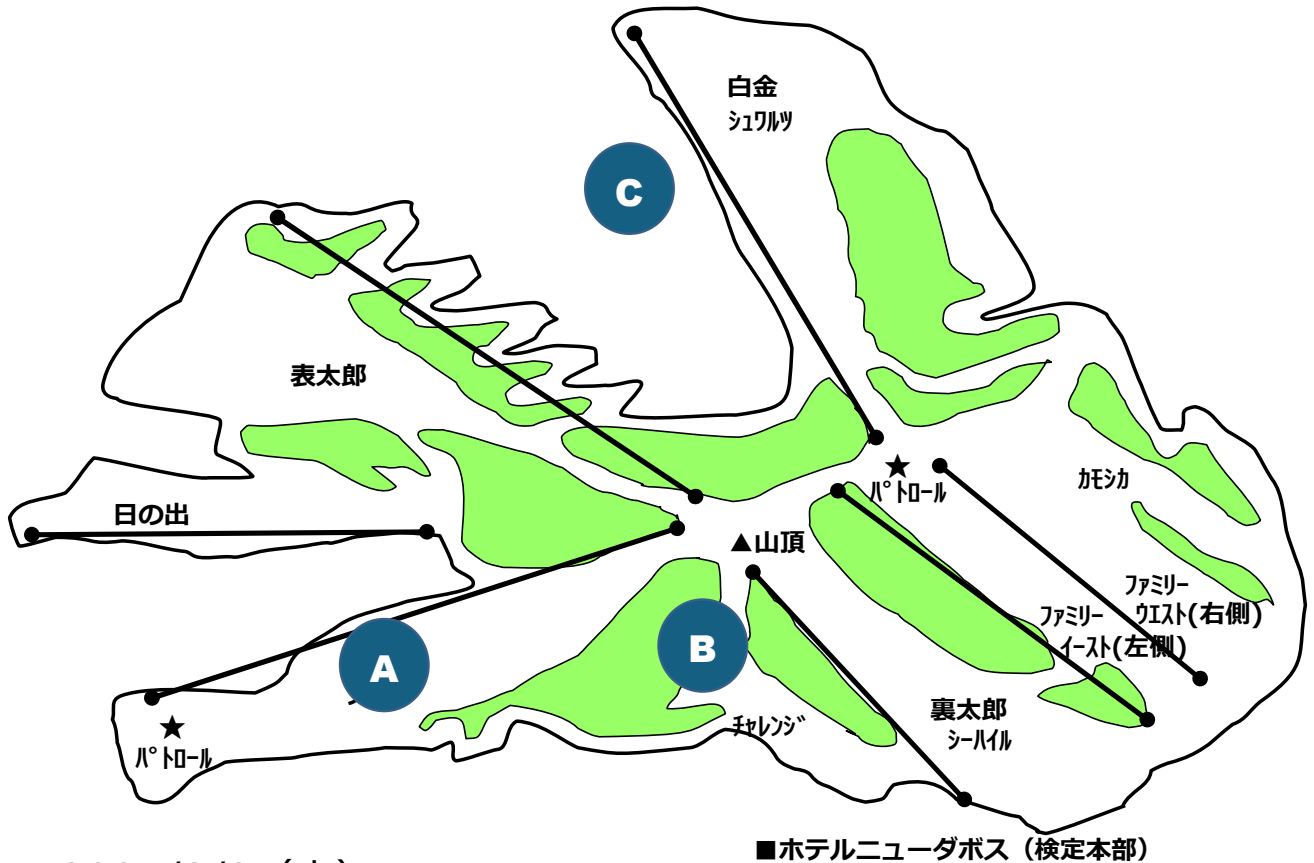 白金
シュワルツ
C
表太郎
カモシカ
★
パトロール
日の出
▲山頂
ファミリー
ウエスト(右側)
ファミリー
イースト(左側)
B
A
裏太郎
シーハイル
チャレンジ
★
パトロール
■ホテルニューダボス（検定本部）